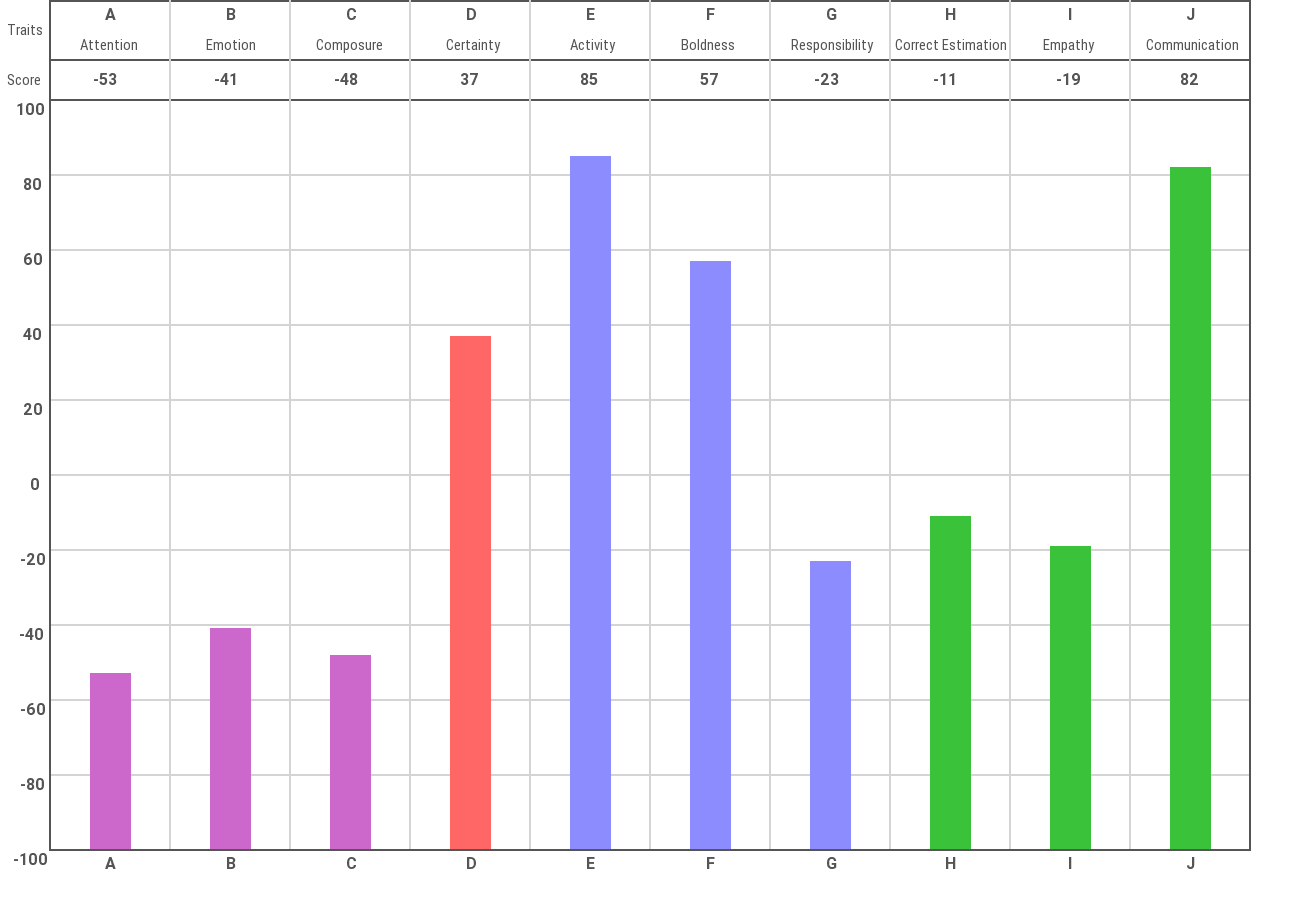 A B C D E F G H I J
Traits
Attention Emotion Composure Certainty Activity Boldness Responsibility Correct Estimation Empathy Communication
Score -53 -41 -48 37 85 57 -23 -11 -19 82
100
80
60
40
20
0
-20
-40
-60
-80
-100
A B C D E F G H I J